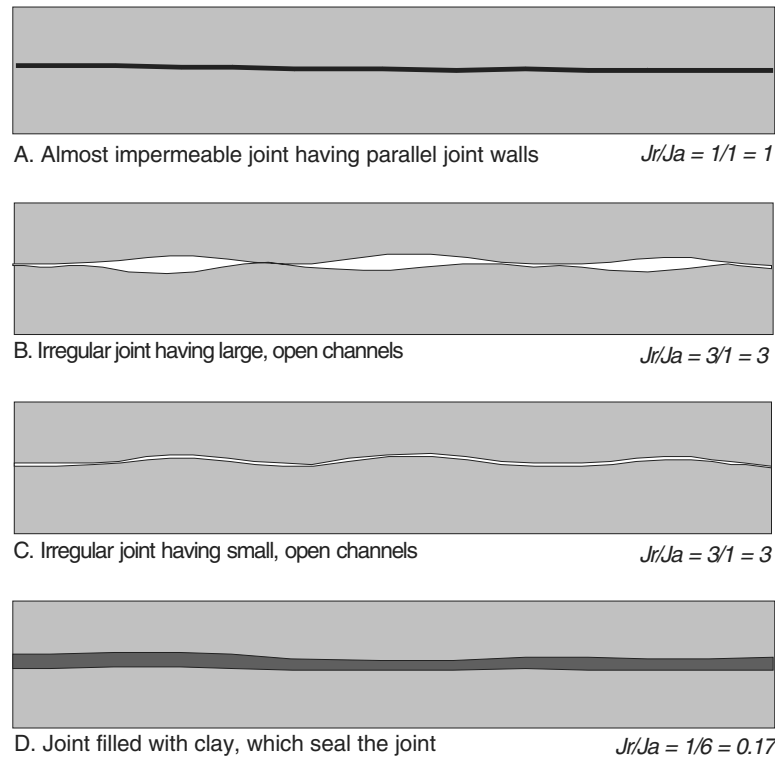 A. Almost impermeable joint having parallel joint walls Jr/Ja = 1/1 = 1
B. Irregular joint having large, open channels Jr/Ja = 3/1 = 3
C. Irregular joint having small, open channels Jr/Ja = 3/1 = 3
D. Joint filled with clay, which seal the joint Jr/Ja = 1/6 = 0.17